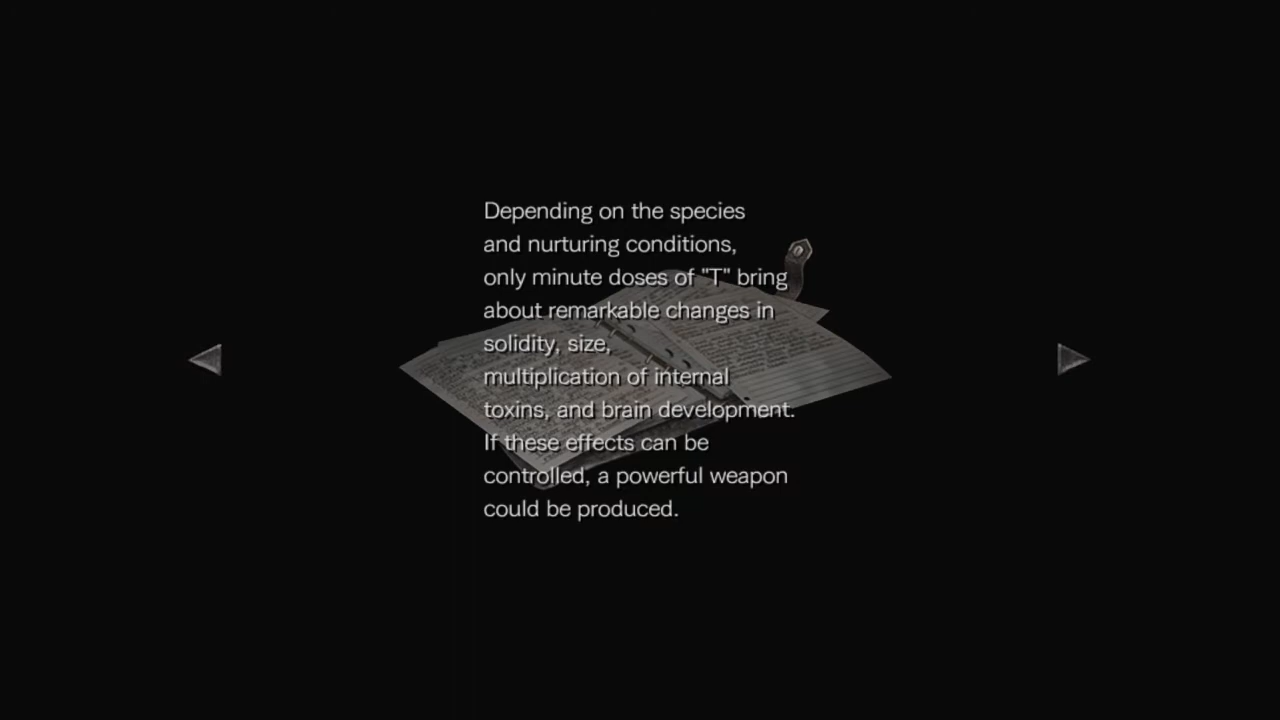 Depending on the species
and nurturing conditions,
only minute doses of "T" bring
about remarkable changes in
solidity, size,
multiplication of internal
toxins, and brain development.
If these effects can be
controlled, a powerful weapon
could be produced.